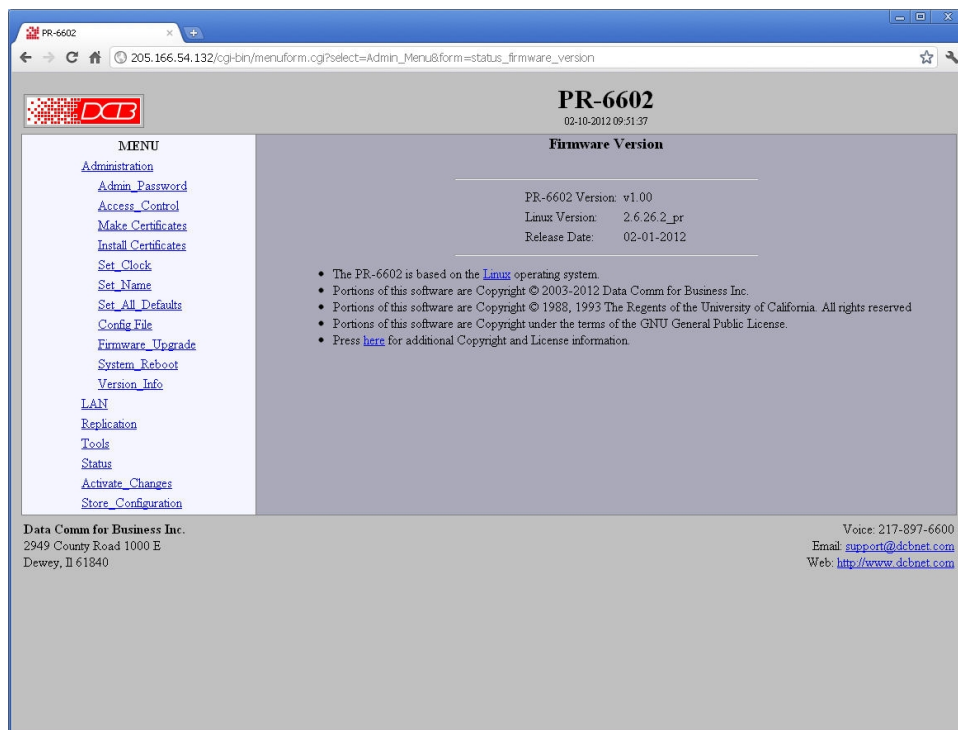 PR-6602
205.166.54.132/cgi-bin/menuform.cgi?select=Admin_Menu&form=status_firmware_version
DCB
PR-6602
02-10-2012 09:51:37
MENU
Administration
Admin_Password
Access_Control
Make Certificates
Install Certificates
Set_Clock
Set_Name
Set_All_Defaults
Config File
Firmware_Upgrade
System_Reboot
Version_Info
LAN
Replication
Tools
Status
Activate_Changes
Store_Configuration
Firmware Version
PR-6602 Version: v1.00
Linux Version: 2.6.26.2_pr
Release Date: 02-01-2012
• The PR-6602 is based on the Linux operating system.
• Portions of this software are Copyright © 2003-2012 Data Comm for Business Inc.
• Portions of this software are Copyright © 1988, 1993 The Regents of the University of California. All rights reserved
• Portions of this software are Copyright under the terms of the GNU General Public License.
• Press here for additional Copyright and License information.
Data Comm for Business Inc.
2949 County Road 1000 E
Dewey, Il 61840
Voice: 217-897-6600
Email: support@dcbnet.com
Web: http://www.dcbnet.com